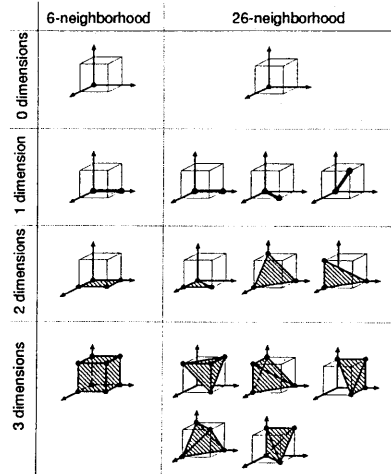 6-neighborhood
26-neighborhood
0 dimensions
1 dimension
2 dimensions
3 dimensions